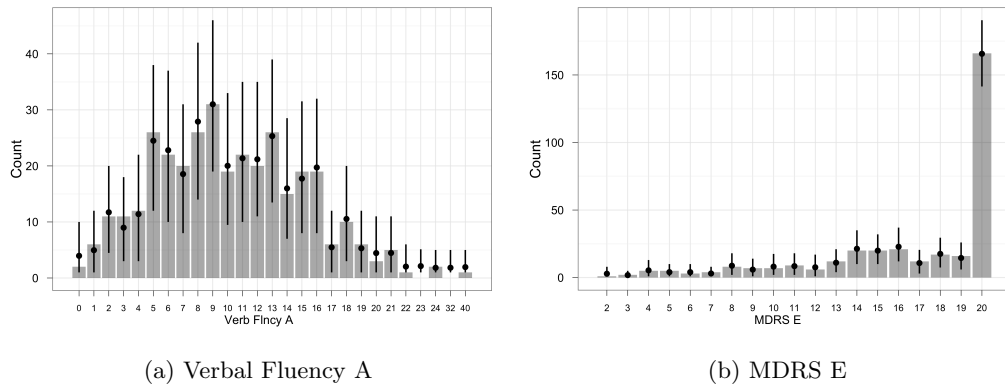 40
30
20
10
0
Count
0 1 2 3 4 5 6 7 8 9 10 11 12 13 14 15 16 17 18 19 20 21 22 23 24 32 40
Verb Flncy A
(a) Verbal Fluency A
150
100
50
0
Count
2 3 4 5 6 7 8 9 10 11 12 13 14 15 16 17 18 19 20
MDRS E
(b) MDRS E